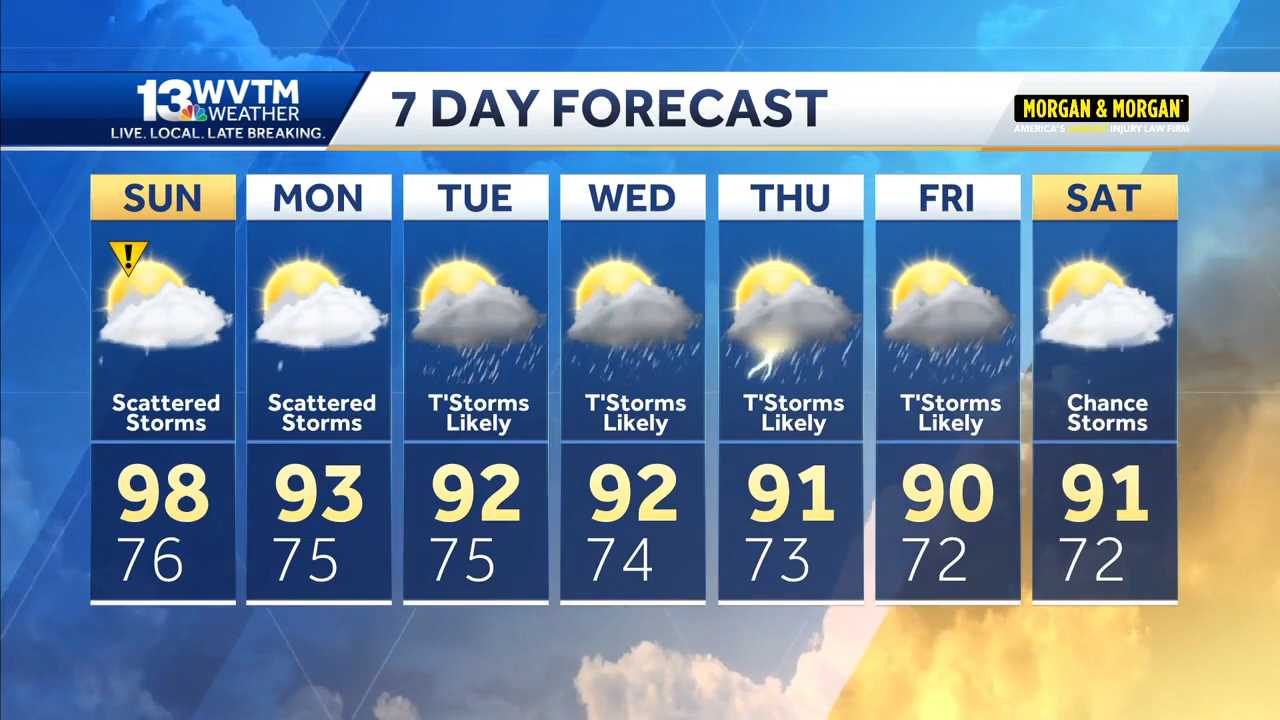 13 WVTM
WEATHER
LIVE. LOCAL. LATE BREAKING.
7 DAY FORECAST
MORGAN & MORGAN
AMERICA'S LARGEST INJURY LAW FIRM
SUN
!
Scattered
Storms
98
76
MON
Scattered
Storms
93
75
TUE
T'Storms
Likely
92
75
WED
T'Storms
Likely
92
74
THU
T'Storms
Likely
91
73
FRI
T'Storms
Likely
90
72
SAT
Chance
Storms
91
72